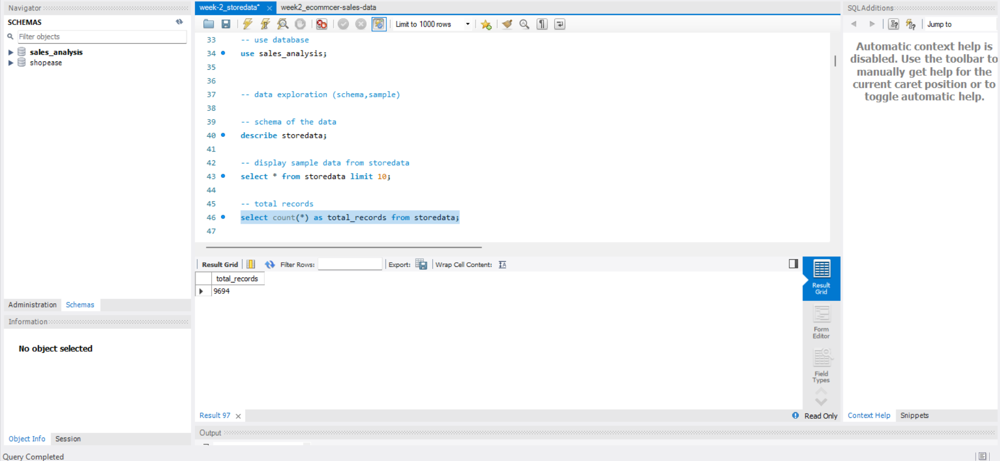 Navigator
SCHEMAS
Filter objects
sales_analysis
shopease
Administration Schemas
Information
No object selected
Object Info Session
Query Completed
week-2_storedata* week2_ecommcer-sales-data
Limit to 1000 rows
33 -- use database
34 use sales_analysis;
35
36
37 -- data exploration (schema,sample)
38
39 -- schema of the data
40 describe storedata;
41
42 -- display sample data from storedata
43 select * from storedata limit 10;
44
45 -- total records
46 select count(*) as total_records from storedata;
47
Result Grid Filter Rows: Export: Wrap Cell Content:
total_records
9694
Result Grid
Form Editor
Field Types
Result 97 Read Only
Output
SQLAdditions
Jump to
Automatic context help is
disabled. Use the toolbar to
manually get help for the
current caret position or to
toggle automatic help.
Context Help Snippets